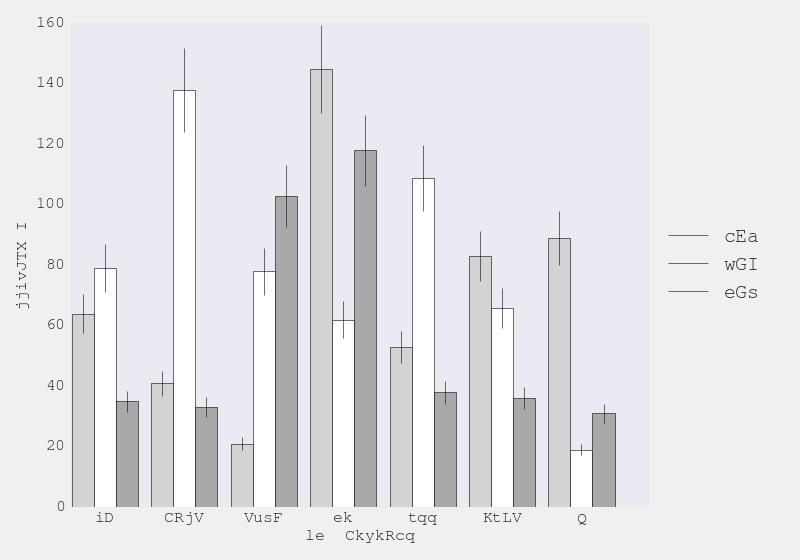 160
140
120
100
80
60
40
20
0
jjivJTX I
iD CRjV VusF ek tqq KtLV Q
le CkykRcq
cEa
wGI
eGs